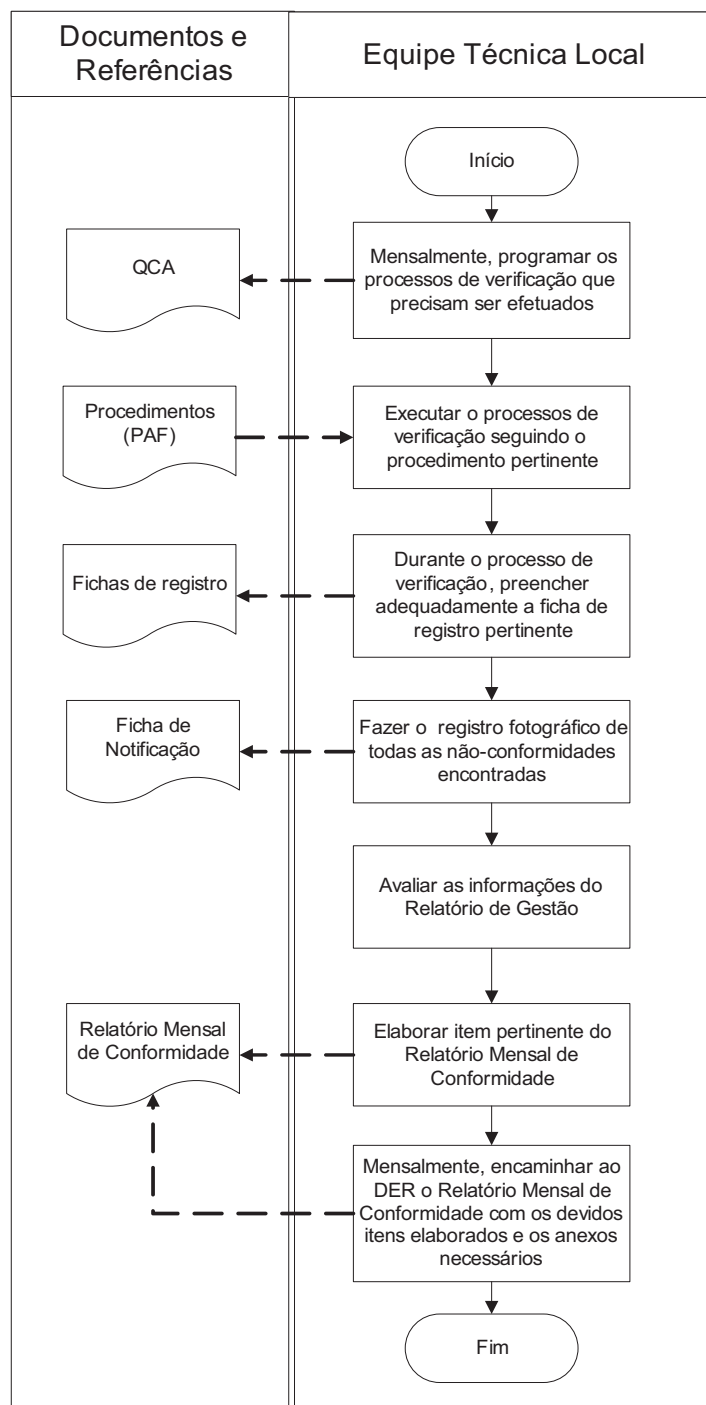 Documentos e
Referências
Equipe Técnica Local
Início
QCA
Mensalmente, programar os
processos de verificação que
precisam ser efetuados
Procedimentos
(PAF)
Executar o processos de
verificação seguindo o
procedimento pertinente
Fichas de registro
Durante o processo de
verificação, preencher
adequadamente a ficha de
registro pertinente
Ficha de
Notificação
Fazer o registro fotográfico de
todas as não-conformidades
encontradas
Avaliar as informações do
Relatório de Gestão
Relatório Mensal
de Conformidade
Elaborar item pertinente do
Relatório Mensal de
Conformidade
Mensalmente, encaminhar ao
DER o Relatório Mensal de
Conformidade com os devidos
itens elaborados e os anexos
necessários
Fim